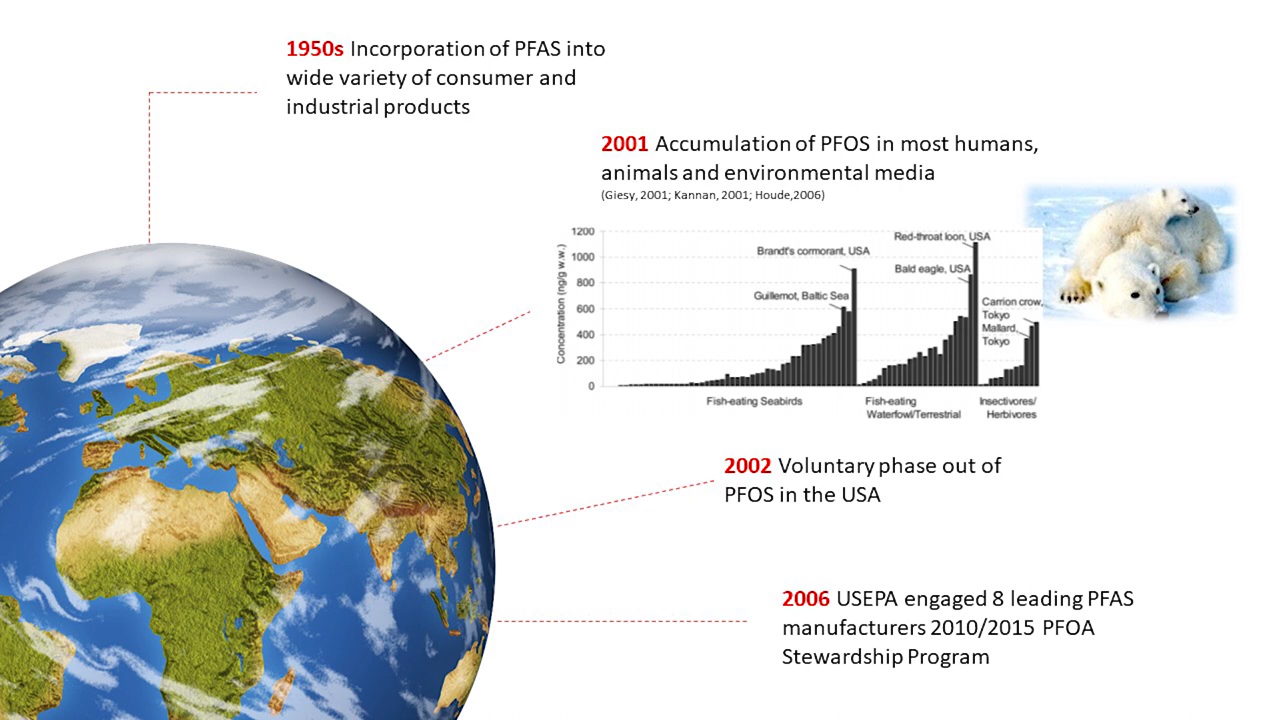 1950s Incorporation of PFAS into
wide variety of consumer and
industrial products
2001 Accumulation of PFOS in most humans,
animals and environmental media
(Giesy, 2001; Kannan, 2001; Houde,2006)
Concentration (ng/g w.w.)
1200
1000
800
600
400
200
0
Brandt's cormorant, USA
Guillemot, Baltic Sea
Red-throat loon, USA
Bald eagle, USA
Carrion crow,
Tokyo
Mallard,
Tokyo
Fish-eating Seabirds
Fish-eating
Waterfowl/Terrestrial
Insectivores/
Herbivores
2002 Voluntary phase out of
PFOS in the USA
2006 USEPA engaged 8 leading PFAS
manufacturers 2010/2015 PFOA
Stewardship Program